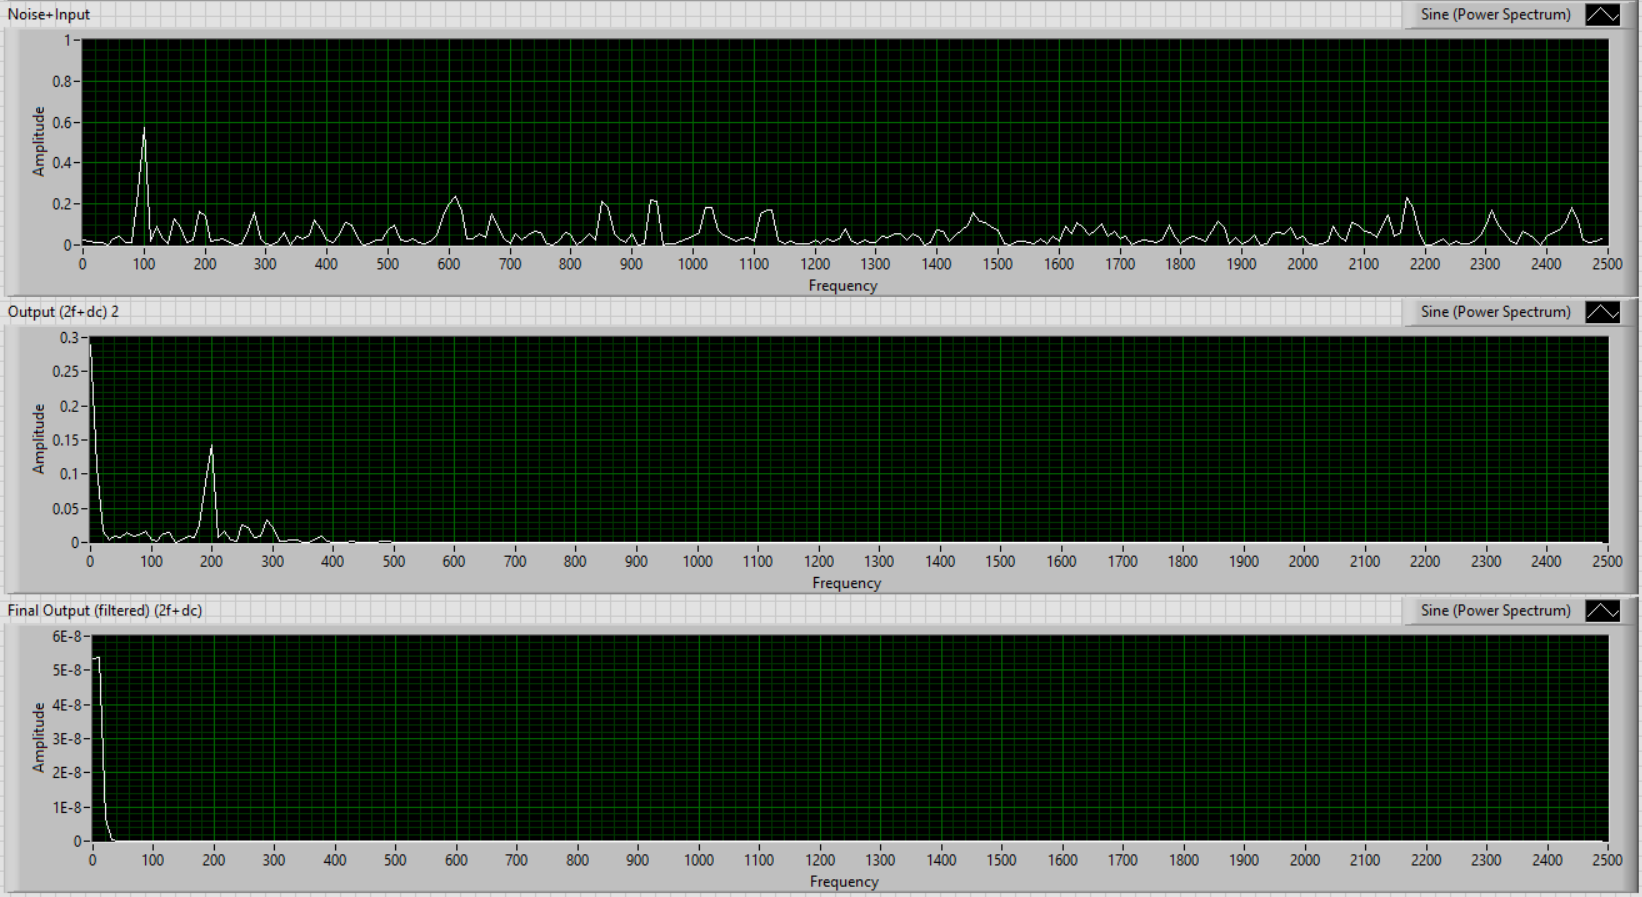 Noise+Input
Sine (Power Spectrum)
1
0.8
0.6
0.4
0.2
0
Amplitude
0 100 200 300 400 500 600 700 800 900 1000 1100 1200 1300 1400 1500 1600 1700 1800 1900 2000 2100 2200 2300 2400 2500
Frequency
Output (2f+dc) 2
Sine (Power Spectrum)
0.3
0.25
0.2
0.15
0.1
0.05
0
Amplitude
0 100 200 300 400 500 600 700 800 900 1000 1100 1200 1300 1400 1500 1600 1700 1800 1900 2000 2100 2200 2300 2400 2500
Frequency
Final Output (filtered) (2f+dc)
Sine (Power Spectrum)
6E-8
5E-8
4E-8
3E-8
2E-8
1E-8
0
Amplitude
0 100 200 300 400 500 600 700 800 900 1000 1100 1200 1300 1400 1500 1600 1700 1800 1900 2000 2100 2200 2300 2400 2500
Frequency